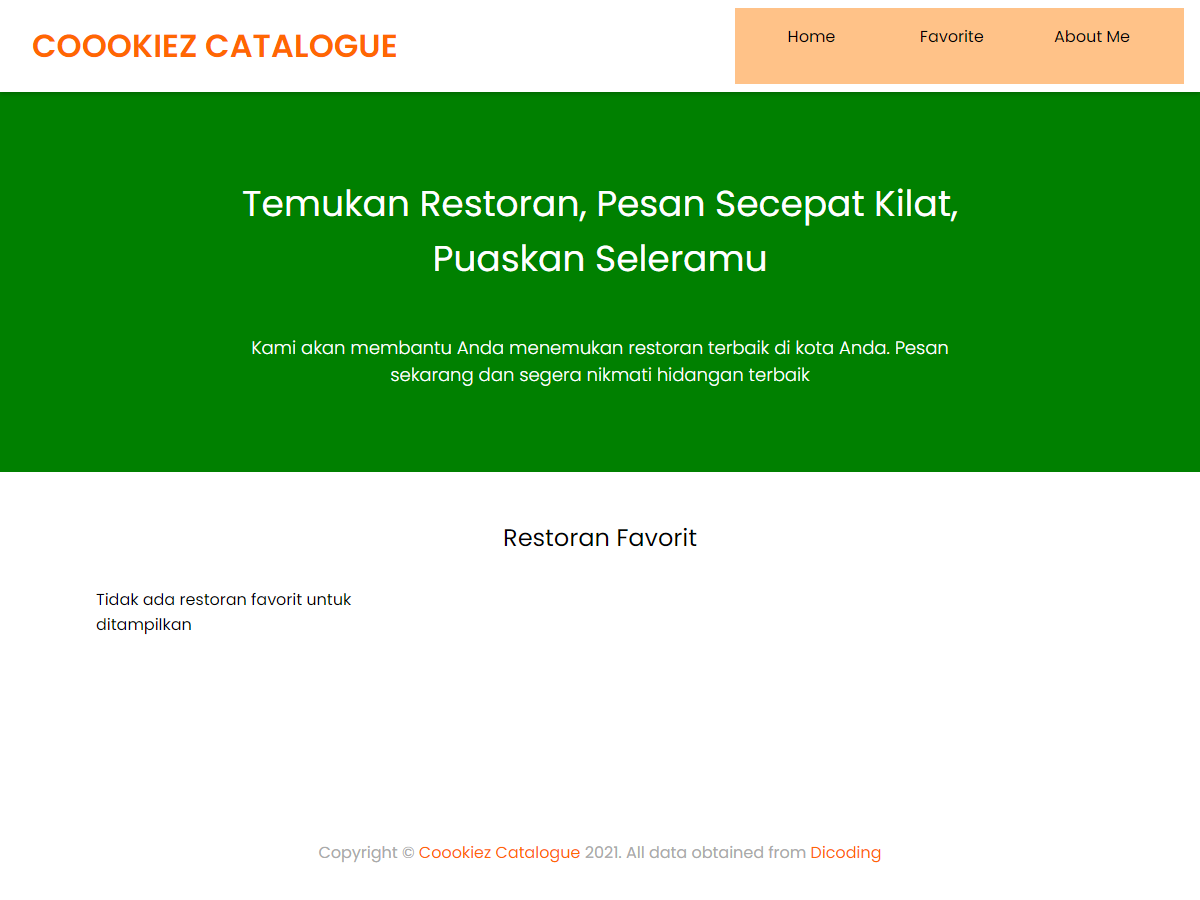 COOOKIEZ CATALOGUE
Home
Favorite
About Me
Temukan Restoran, Pesan Secepat Kilat,
Puaskan Seleramu
Kami akan membantu Anda menemukan restoran terbaik di kota Anda. Pesan
sekarang dan segera nikmati hidangan terbaik
Restoran Favorit
Tidak ada restoran favorit untuk
ditampilkan
Copyright © Coookiez Catalogue 2021. All data obtained from Dicoding